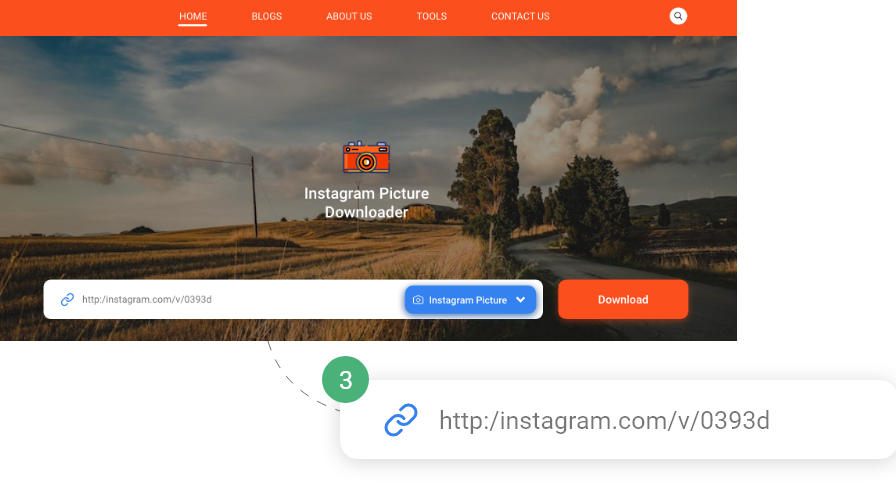 HOME BLOGS ABOUT US TOOLS CONTACT US
Instagram Picture
Downloader
http:/instagram.com/v/0393d Instagram Picture Download
3
http:/instagram.com/v/0393d